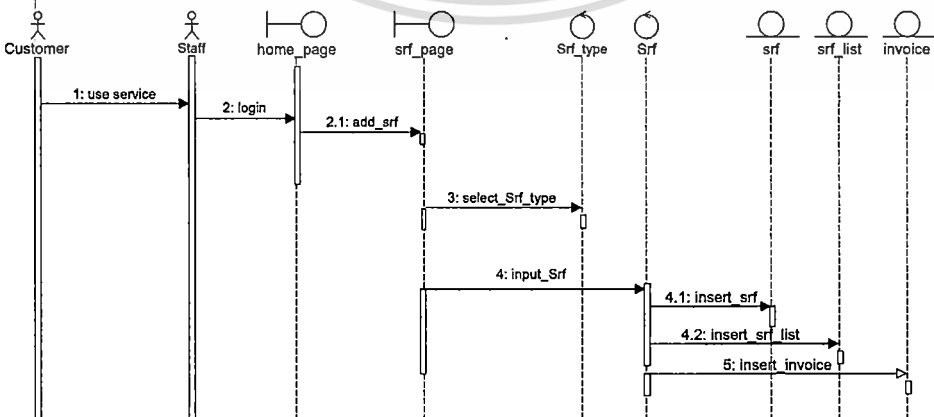 Customer
Staff
home_page
srf_page
Srf_type
Srf
srf
srf_list
invoice
1: use service
2: login
2.1: add_srf
3: select_Srf_type
4: input_Srf
4.1: insert_srf
4.2: insert_srf_list
5: insert_invoice